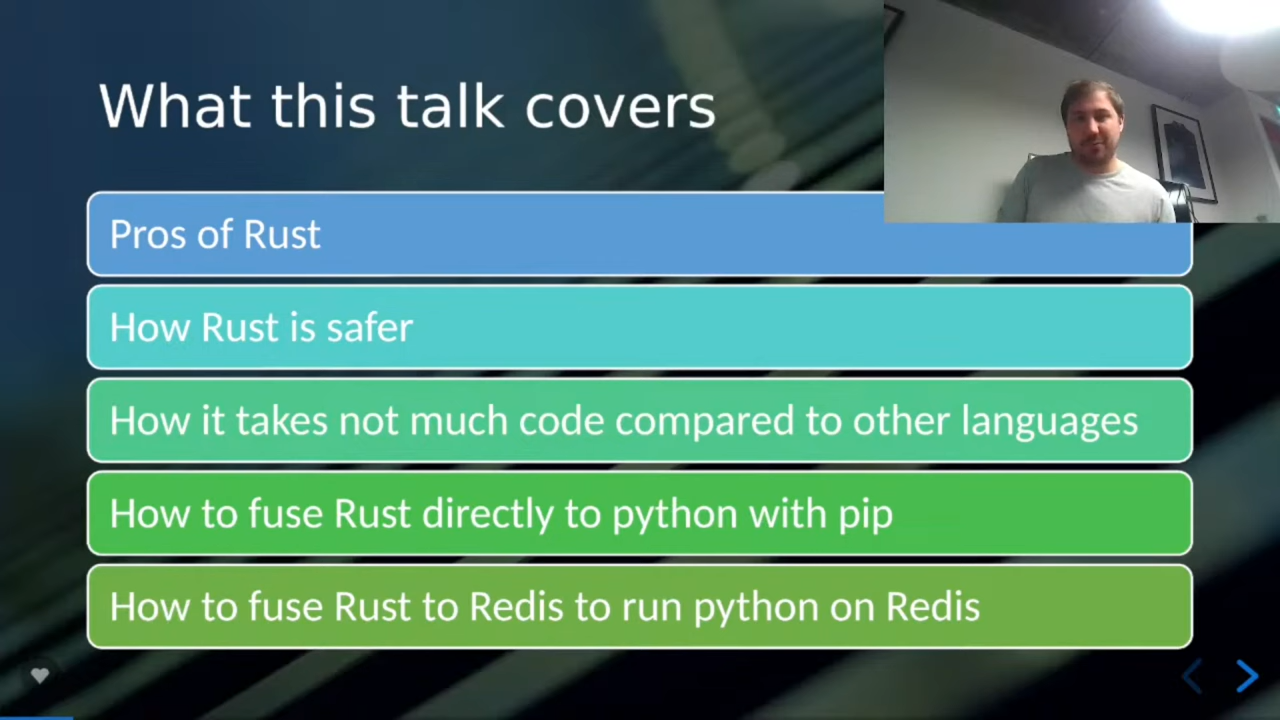 What this talk covers
Pros of Rust
How Rust is safer
How it takes not much code compared to other languages
How to fuse Rust directly to python with pip
How to fuse Rust to Redis to run python on Redis